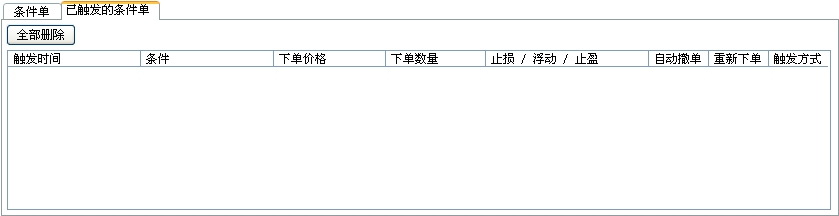 条件单 已触发的条件单
全部删除
触发时间 条件 下单价格 下单数量 止损 / 浮动 / 止盈 自动撤单 重新下单 触发方式